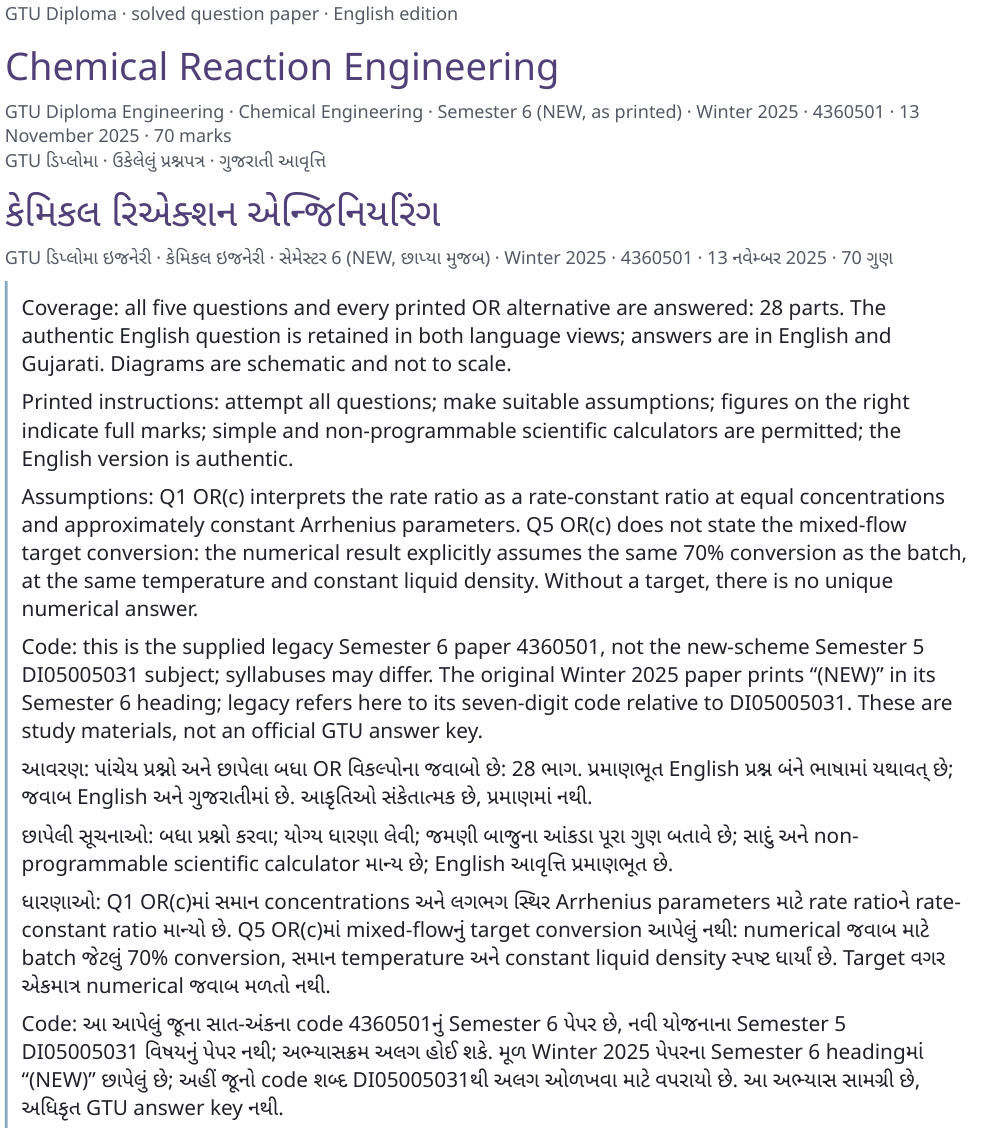 GTU Diploma · solved question paper · English edition
Chemical Reaction Engineering
GTU Diploma Engineering · Chemical Engineering · Semester 6 (NEW, as printed) · Winter 2025 · 4360501 · 13
November 2025 · 70 marks
GTU ડિપ્લોમા · ઉકેલેલું પ્રશ્નપત્ર · ગુજરાતી આવૃત્તિ
કેમિકલ રિએક્શન એન્જિનિયરિંગ
GTU ડિપ્લોમા ઇજનેરી · કેમિકલ ઇજનેરી · સેમેસ્ટર 6 (NEW, છાપ્યા મુજબ) · Winter 2025 · 4360501 · 13 નવેમ્બર 2025 · 70 ગુણ
Coverage: all five questions and every printed OR alternative are answered: 28 parts. The
authentic English question is retained in both language views; answers are in English and
Gujarati. Diagrams are schematic and not to scale.
Printed instructions: attempt all questions; make suitable assumptions; figures on the right
indicate full marks; simple and non-programmable scientific calculators are permitted; the
English version is authentic.
Assumptions: Q1 OR(c) interprets the rate ratio as a rate-constant ratio at equal concentrations
and approximately constant Arrhenius parameters. Q5 OR(c) does not state the mixed-flow
target conversion: the numerical result explicitly assumes the same 70% conversion as the batch,
at the same temperature and constant liquid density. Without a target, there is no unique
numerical answer.
Code: this is the supplied legacy Semester 6 paper 4360501, not the new-scheme Semester 5
DI05005031 subject; syllabuses may differ. The original Winter 2025 paper prints “(NEW)” in its
Semester 6 heading; legacy refers here to its seven-digit code relative to DI05005031. These are
study materials, not an official GTU answer key.
આવરણ: પાંચેય પ્રશ્નો અને છાપેલા બધા OR વિકલ્પોના જવાબો છે: 28 ભાગ. પ્રમાણભૂત English પ્રશ્ન બંને ભાષામાં યથાવત્ છે;
જવાબ English અને ગુજરાતીમાં છે. આકૃતિઓ સંકેતાત્મક છે, પ્રમાણમાં નથી.
છાપેલી સૂચનાઓ: બધા પ્રશ્નો કરવા; યોગ્ય ધારણા લેવી; જમણી બાજુના આંકડા પૂરા ગુણ બતાવે છે; સાદું અને non-
programmable scientific calculator માન્ય છે; English આવૃત્તિ પ્રમાણભૂત છે.
ધારણાઓ: Q1 OR(c)માં સમાન concentrations અને લગભગ સ્થિર Arrhenius parameters માટે rate ratioને rate-
constant ratio માન્યો છે. Q5 OR(c)માં mixed-flowનું target conversion આપેલું નથી: numerical જવાબ માટે
batch જેટલું 70% conversion, સમાન temperature અને constant liquid density સ્પષ્ટ ધાર્યાં છે. Target વગર
એકમાત્ર numerical જવાબ મળતો નથી.
Code: આ આપેલું જૂના સાત-અંકના code 4360501નું Semester 6 પેપર છે, નવી યોજનાના Semester 5
DI05005031 વિષયનું પેપર નથી; અભ્યાસક્રમ અલગ હોઈ શકે. મૂળ Winter 2025 પેપરના Semester 6 headingમાં
“(NEW)” છાપેલું છે; અહીં જૂનો code શબ્દ DI05005031થી અલગ ઓળખવા માટે વપરાયો છે. આ અભ્યાસ સામગ્રી છે,
અધિકૃત GTU answer key નથી.